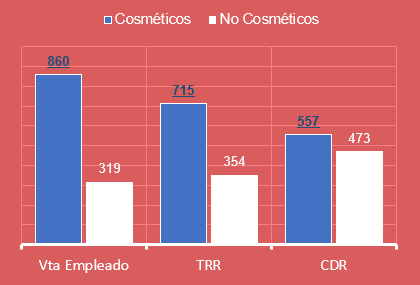 Cosméticos No Cosméticos
860 319 715 354 557 473
Vta Empleado TRR CDR